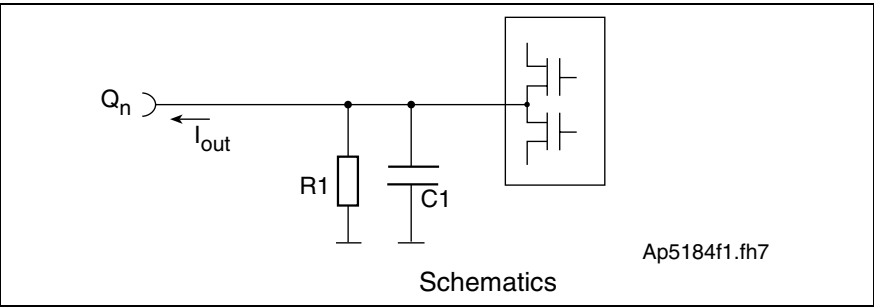 Qn
Iout
R1
C1
Ap5184f1.fh7
Schematics